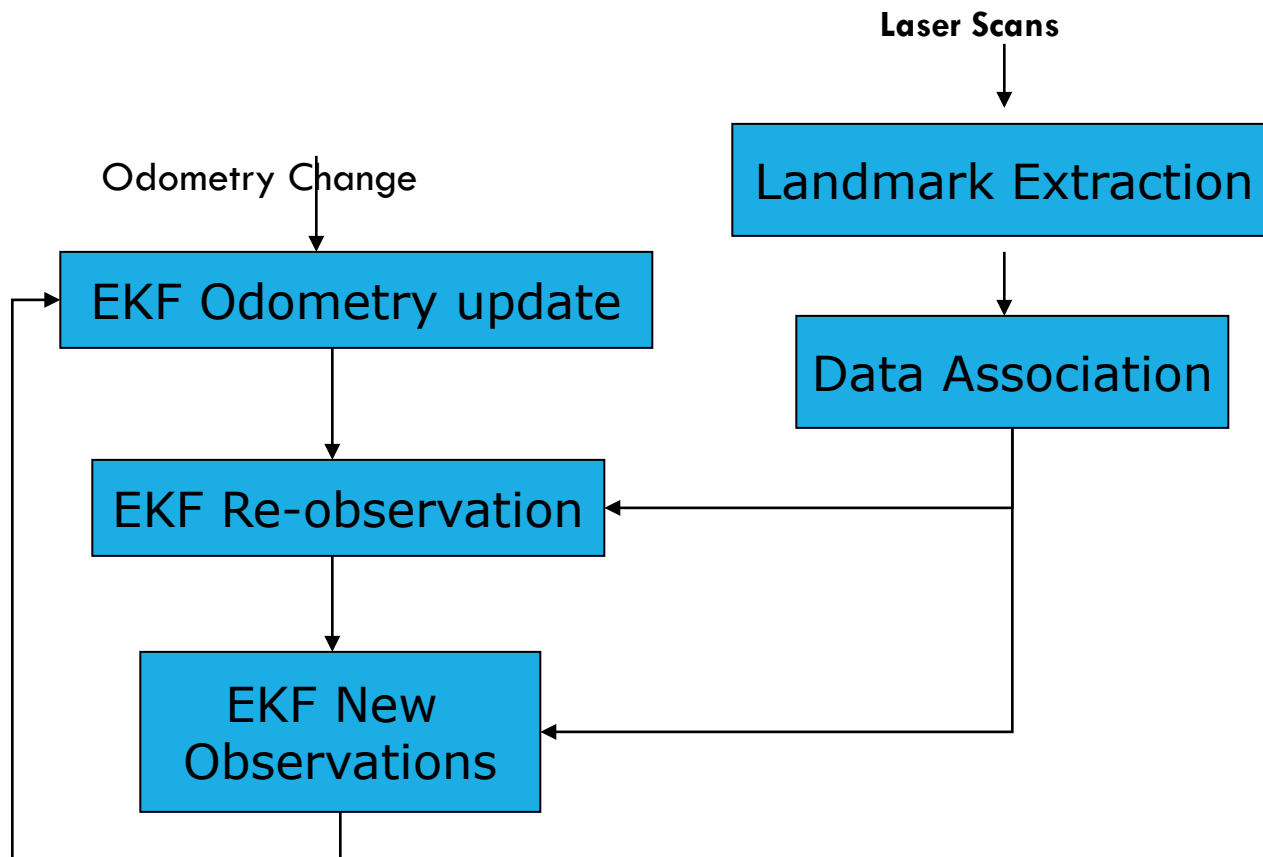 Laser Scans
Landmark Extraction
Odometry Change
EKF Odometry update
Data Association
EKF Re-observation
EKF New
Observations